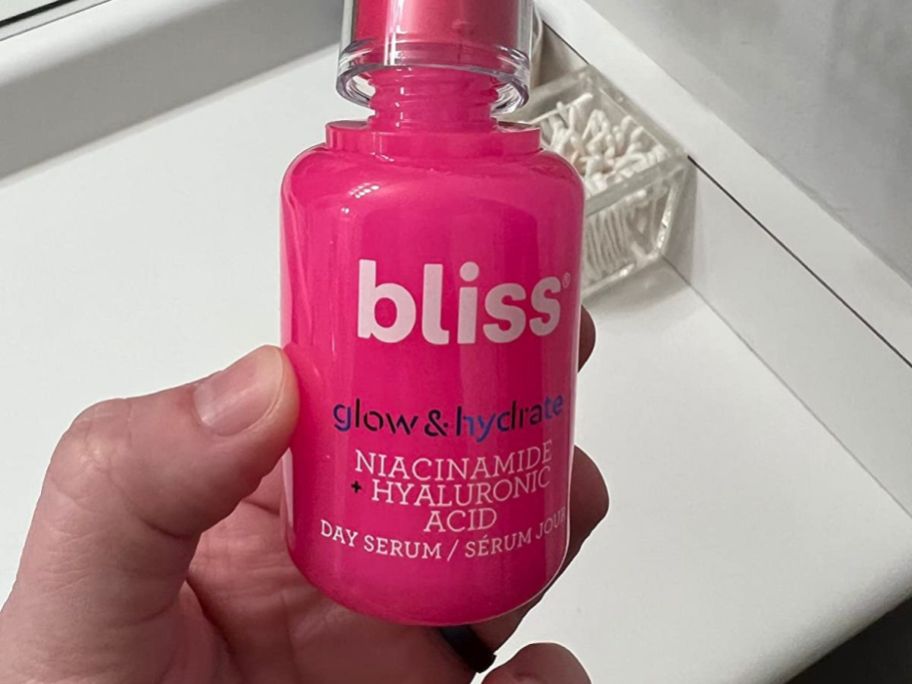 bliss®
glow & hydrate
NIACINAMIDE
+ HYALURONIC
ACID
DAY SERUM / SÉRUM JOUR